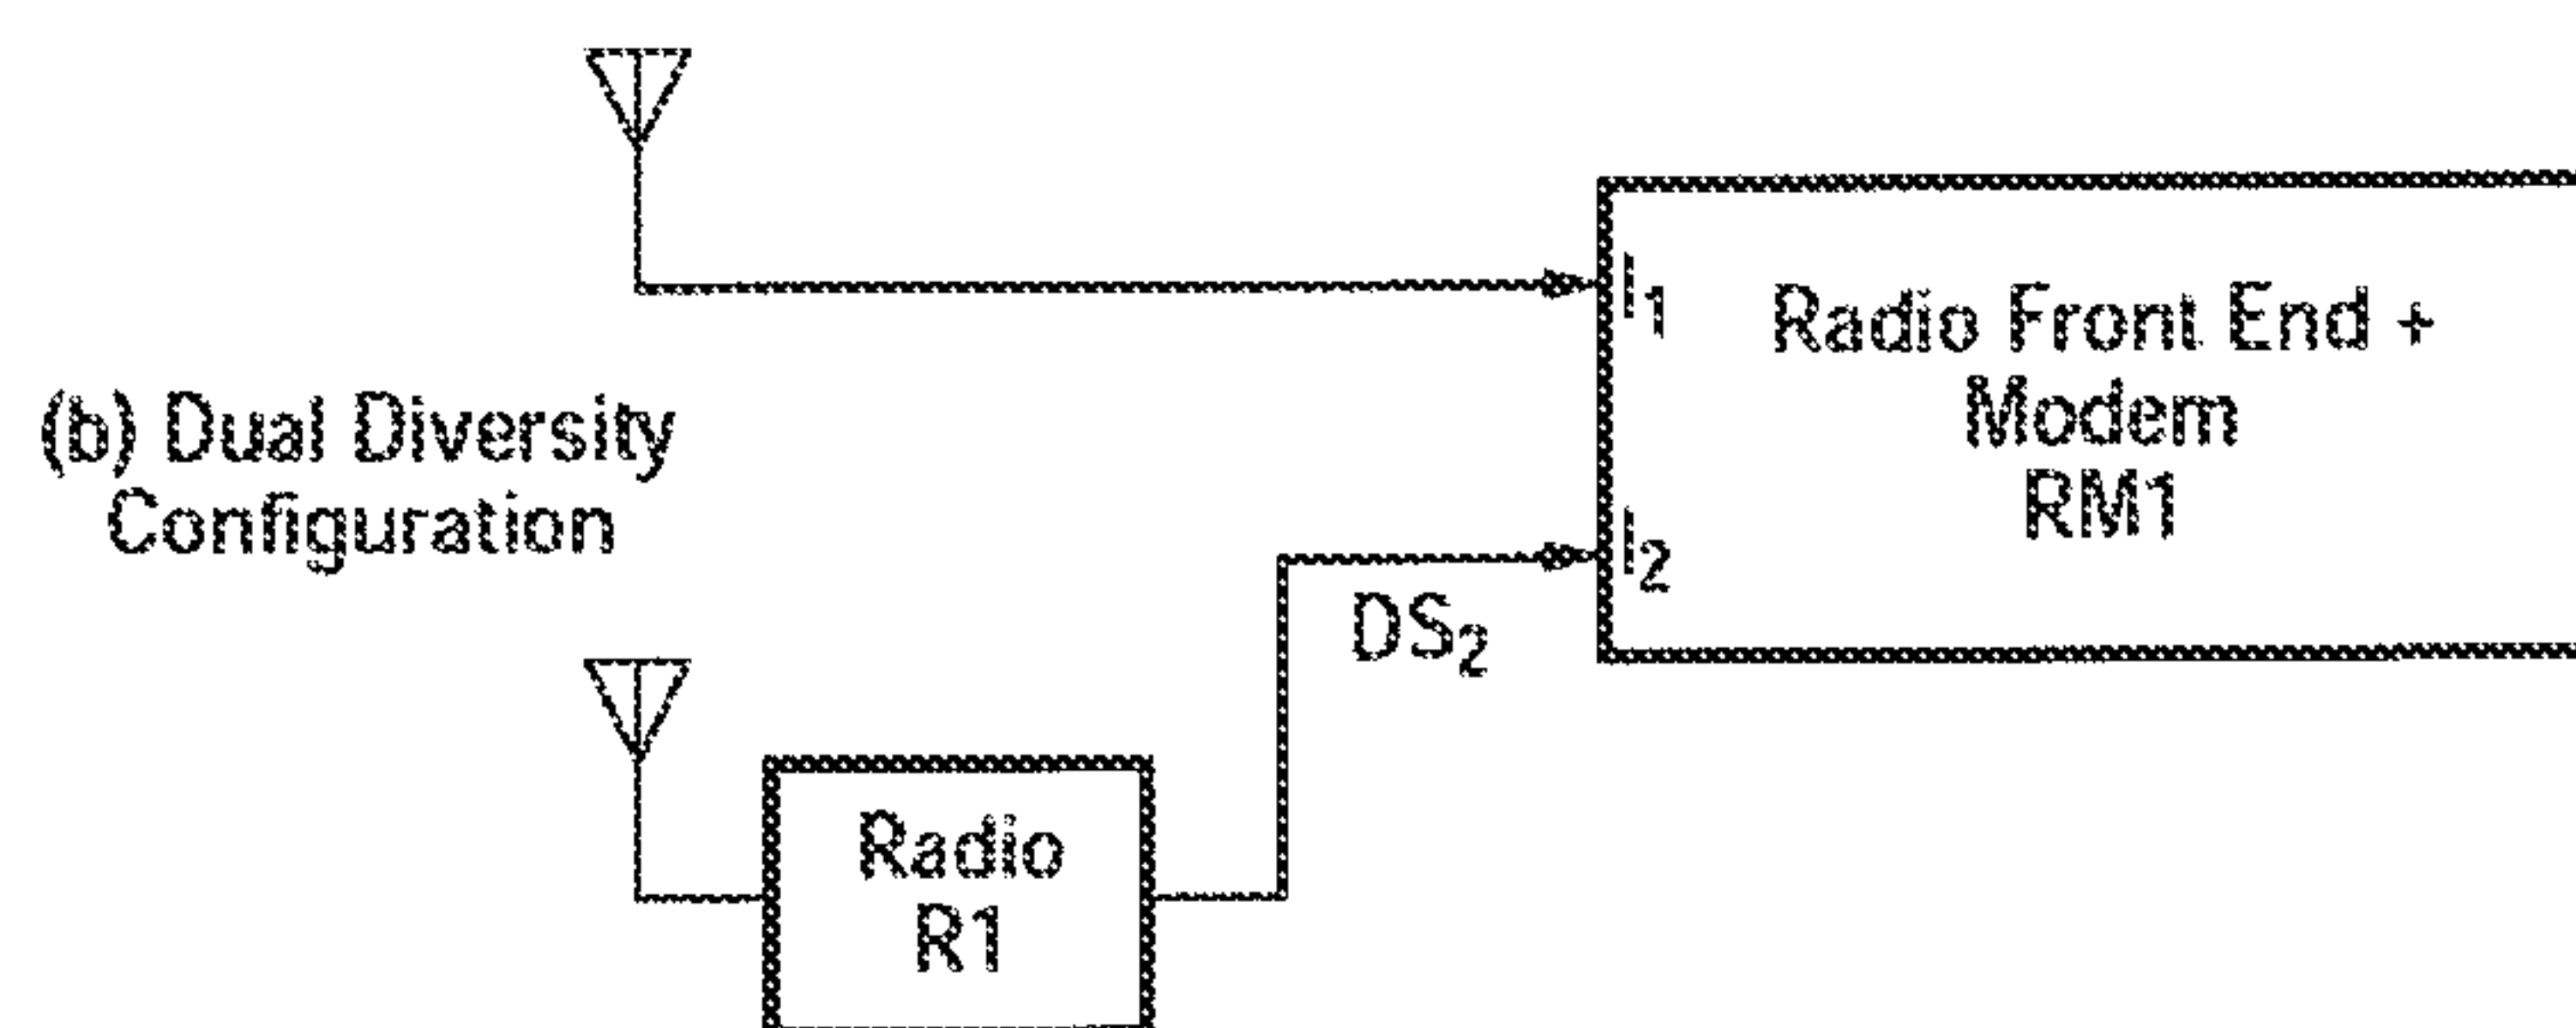 I1
Radio Front End +
Modem
RM1
(b) Dual Diversity
Configuration
I2
DS2
Radio
R1